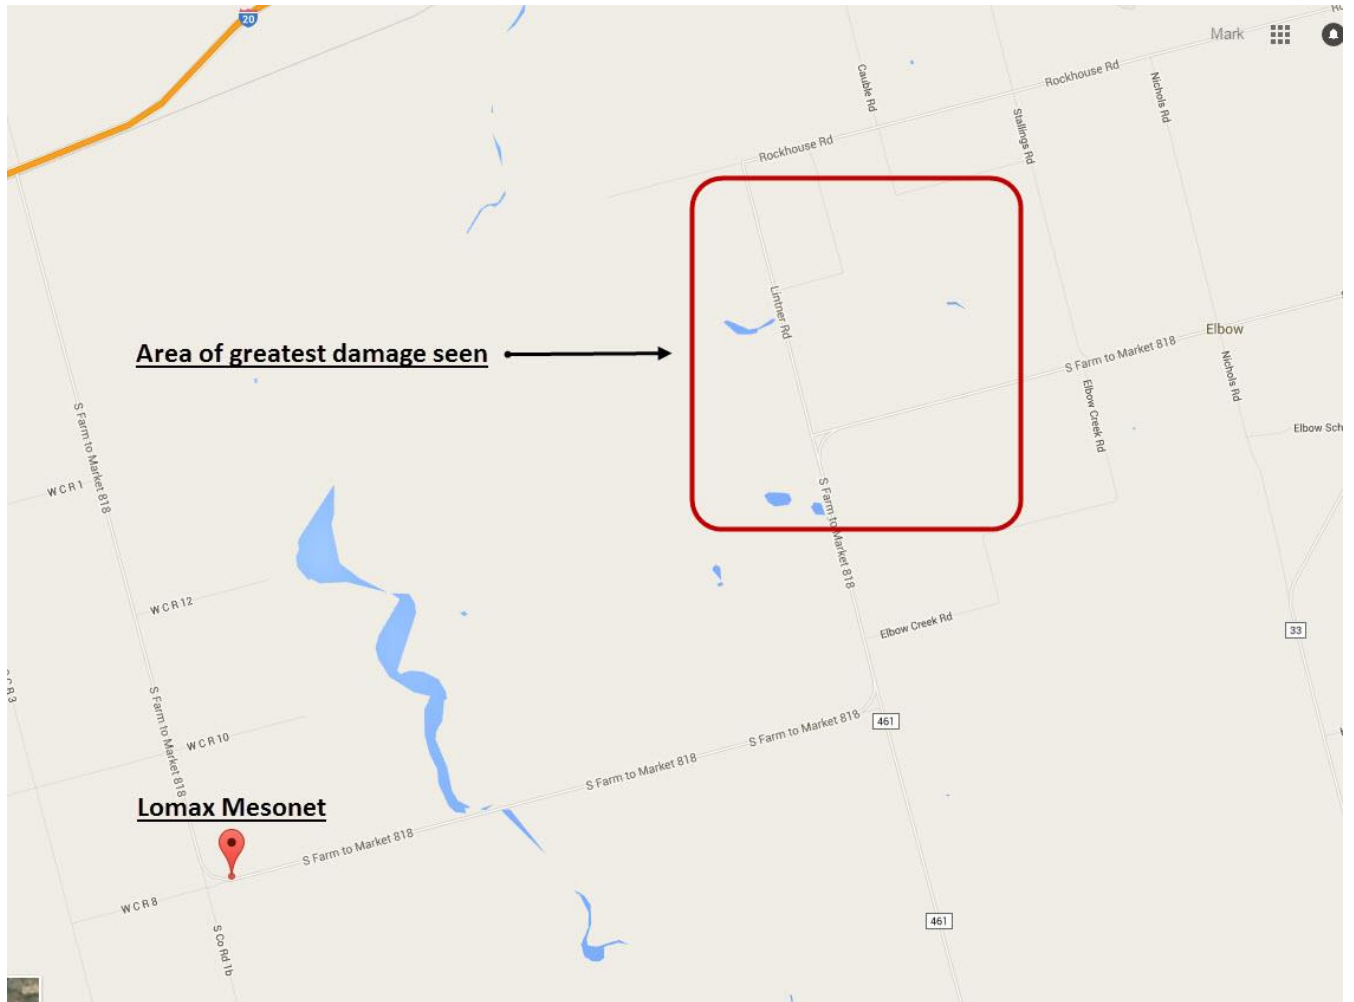 20
Mark
Rockhouse Rd
Cauble Rd
Nichols Rd
Stallings Rd
Rockhouse Rd
Lintner Rd
Elbow
S Farm to Market 818
Area of greatest damage seen
Nichols Rd
Elbow Creek Rd
S Farm to Market 818
Elbow Sch
W C R 1
S Farm to Market 818
W C R 12
Elbow Creek Rd
33
S Farm to Market 818
461
S Farm to Market 818
W C R 10
S Farm to Market 818
Lomax Mesonet
S Farm to Market 818
W C R 8
461
S Co Rd 1b